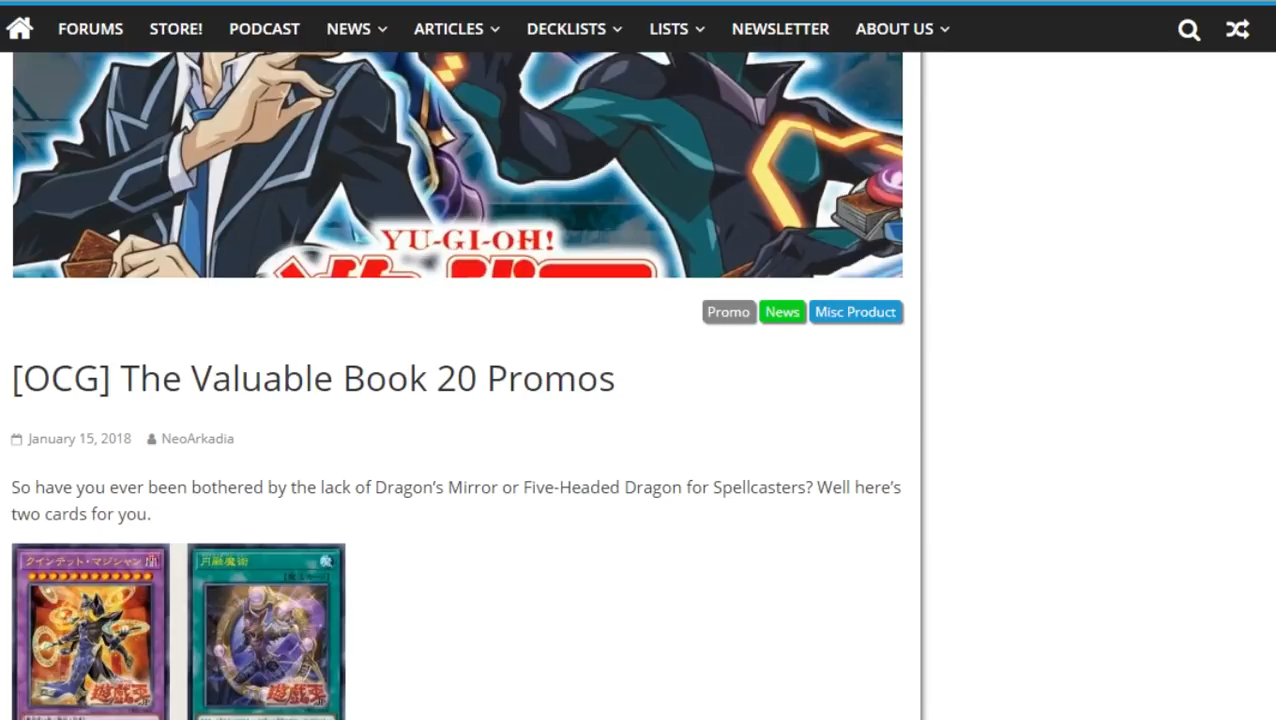 FORUMS STORE! PODCAST NEWS ARTICLES DECKLISTS LISTS NEWSLETTER ABOUT US
YU-GI-OH!
Promo News Misc Product
[OCG] The Valuable Book 20 Promos
January 15, 2018 NeoArkadia
So have you ever been bothered by the lack of Dragon's Mirror or Five-Headed Dragon for Spellcasters? Well here's
two cards for you.
クインテット・マジシャン 円融魔術